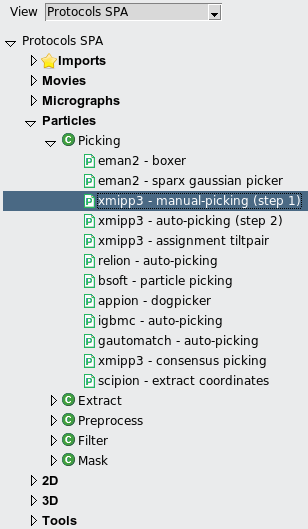 View Protocols SPA
Protocols SPA
Imports
Movies
Micrographs
Particles
Picking
eman2 - boxer
eman2 - sparx gaussian picker
xmipp3 - manual-picking (step 1)
xmipp3 - auto-picking (step 2)
xmipp3 - assignment tiltpair
relion - auto-picking
bsoft - particle picking
appion - dogpicker
igbmc - auto-picking
gautomatch - auto-picking
xmipp3 - consensus picking
scipion - extract coordinates
Extract
Preprocess
Filter
Mask
2D
3D
Tools